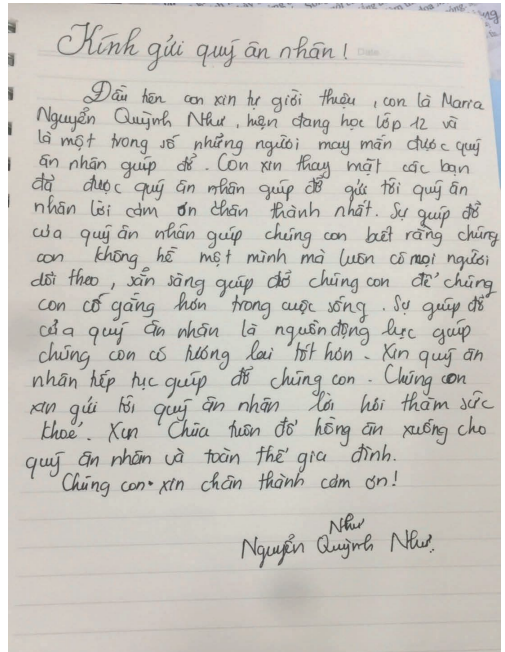 Kính gửi quý ân nhân!
Đầu tên con xin tự giới thiệu, con là Maria
Nguyễn Quỳnh Như, hiện đang học lớp 12 và
là một trong số những người may mắn được quý
ân nhân giúp đỡ. Con xin thay mặt các bạn
đã được quý ân nhân giúp đỡ gửi tới quý ân
nhân lời cảm ơn chân thành nhất. Sự giúp đỡ
của quý ân nhân giúp chúng con biết rằng chúng
con không hề một mình mà luôn có mọi người
dõi theo, sẵn sàng giúp đỡ chúng con để chúng
con cố gắng hơn trong cuộc sống. Sự giúp đỡ
của quý ân nhân là nguồn động lực giúp
chúng con có tương lai tốt hơn. Xin quý ân
nhân tiếp tục giúp đỡ chúng con. Chúng con
xin gửi tới quý ân nhân lời hỏi thăm sức
khoẻ. Xin Chúa tuôn đổ hồng ân xuống cho
quý ân nhân và toàn thể gia đình.
Chúng con xin chân thành cảm ơn!
Như
Nguyễn Quỳnh Như.